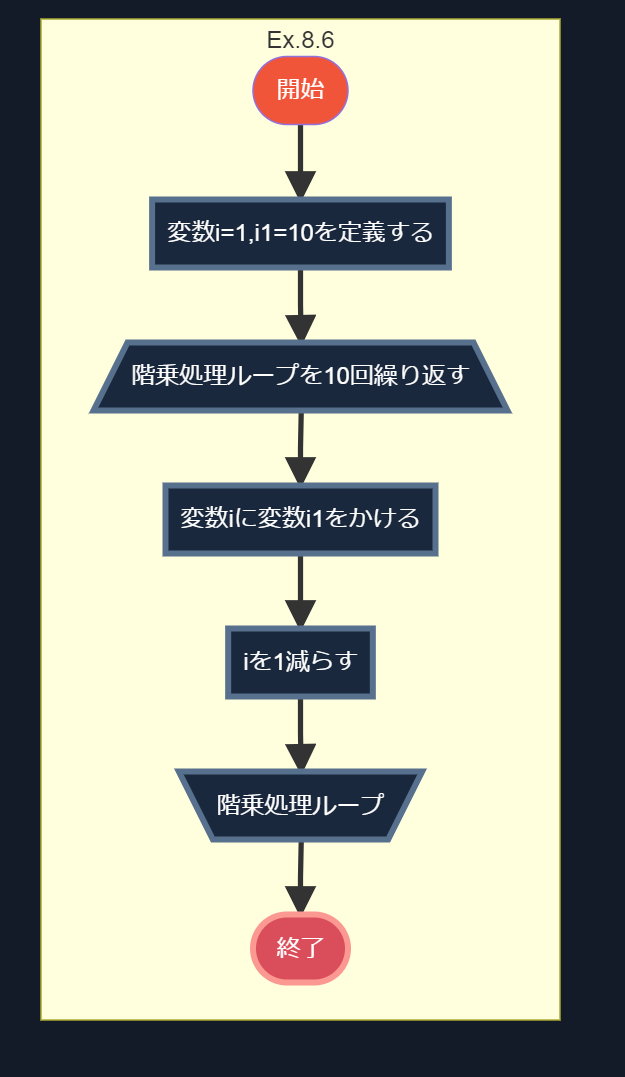 Ex.8.6
開始
変数i=1,i1=10を定義する
階乗処理ループを10回繰り返す
変数iに変数i1をかける
iを1減らす
階乗処理ループ
終了